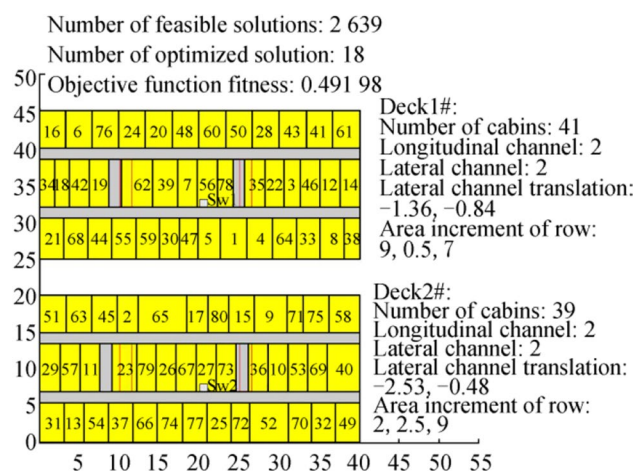 Number of feasible solutions: 2 639
Number of optimized solution: 18
Objective function fitness: 0.491 98
50
45
40
35
30
25
20
15
10
5
0
16 6 76 24 20 48 60 50 28 43 41 61
34 18 42 19 62 39 7 56 78 35 22 3 46 12 14
Sw
21 68 44 55 59 30 47 5 1 4 64 33 8 38
Deck1#:
Number of cabins: 41
Longitudinal channel: 2
Lateral channel: 2
Lateral channel translation:
−1.36, −0.84
Area increment of row:
9, 0.5, 7
51 63 45 2 65 17 80 15 9 71 75 58
29 57 11 23 79 26 67 27 73 36 10 53 69 40
Sw2
31 13 54 37 66 74 77 25 72 52 70 32 49
Deck2#:
Number of cabins: 39
Longitudinal channel: 2
Lateral channel: 2
Lateral channel translation:
−2.53, −0.48
Area increment of row:
2, 2.5, 9
5 10 15 20 25 30 35 40 45 50 55